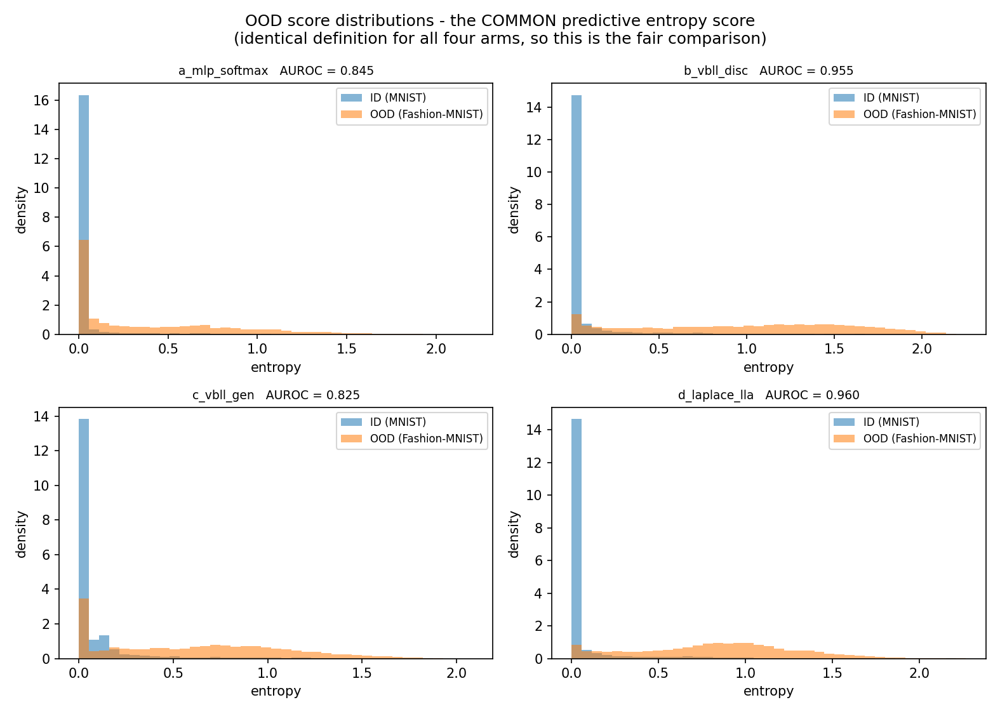 OOD score distributions - the COMMON predictive entropy score
(identical definition for all four arms, so this is the fair comparison)
a_mlp_softmax   AUROC = 0.845
ID (MNIST)
OOD (Fashion-MNIST)
density
16
14
12
10
8
6
4
2
0
0.0 0.5 1.0 1.5 2.0
entropy
b_vbll_disc   AUROC = 0.955
ID (MNIST)
OOD (Fashion-MNIST)
density
14
12
10
8
6
4
2
0
0.0 0.5 1.0 1.5 2.0
entropy
c_vbll_gen   AUROC = 0.825
ID (MNIST)
OOD (Fashion-MNIST)
density
14
12
10
8
6
4
2
0
0.0 0.5 1.0 1.5 2.0
entropy
d_laplace_lla   AUROC = 0.960
ID (MNIST)
OOD (Fashion-MNIST)
density
14
12
10
8
6
4
2
0
0.0 0.5 1.0 1.5 2.0
entropy